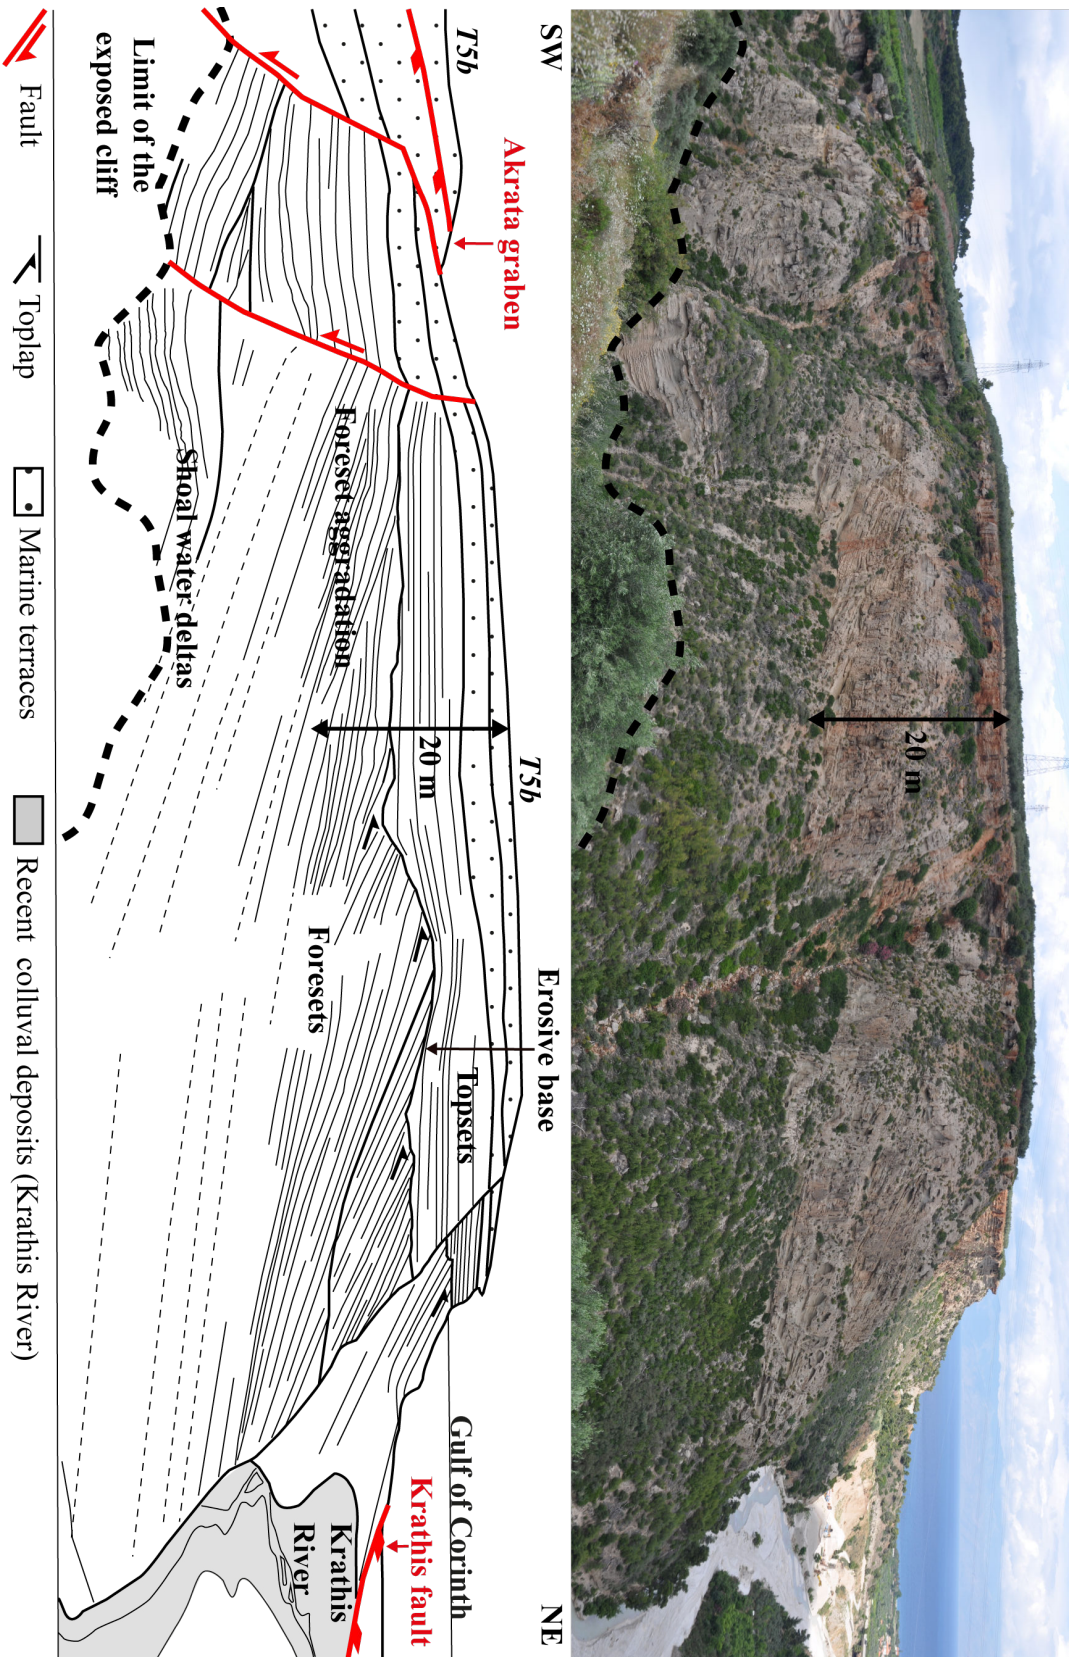 SW
NE
20 m
T5b
Akrata graben
T5b
Erosive base
Topsets
Gulf of Corinth
Krathis fault
20 m
Foreset aggradation
Foresets
Krathis
River
Shoal water deltas
Limit of the
exposed cliff
Fault
Toplap
Marine terraces
Recent colluval deposits (Krathis River)